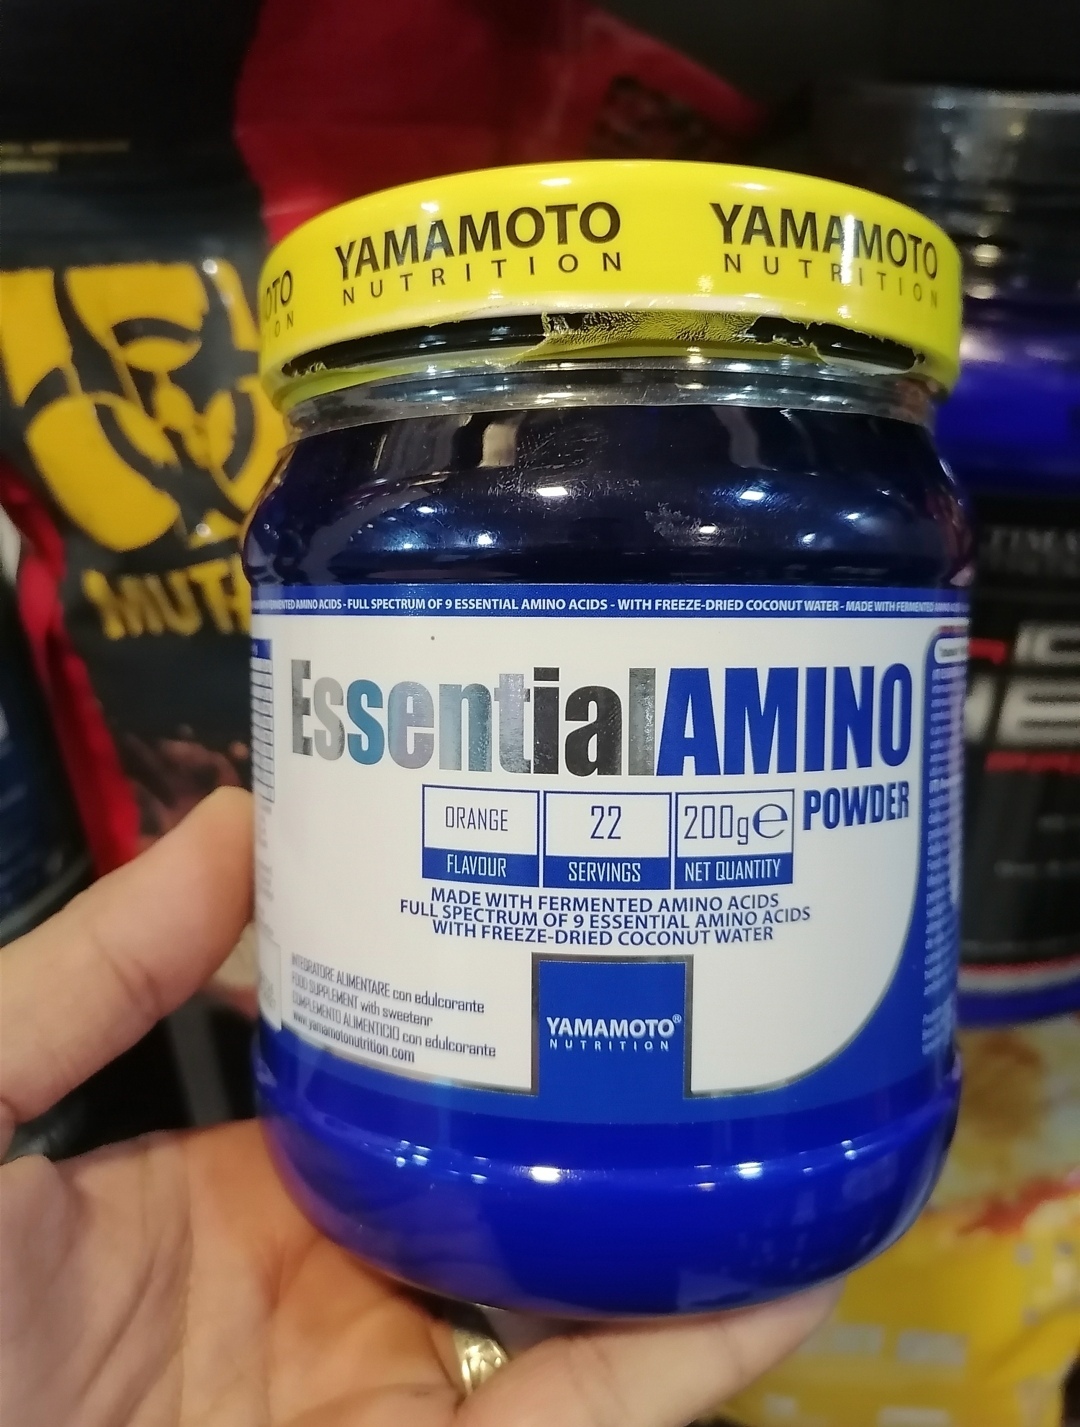 YAMAMOTO YAMAMOTO
NUTRITION NUTRITION
MUT
FERMENTED AMINO ACIDS - FULL SPECTRUM OF 9 ESSENTIAL AMINO ACIDS - WITH FREEZE-DRIED COCONUT WATER - MADE WITH FERMENTED AMINO
EssentialAMINO
POWDER
ORANGE 22 200g℮
FLAVOUR SERVINGS NET QUANTITY
MADE WITH FERMENTED AMINO ACIDS
FULL SPECTRUM OF 9 ESSENTIAL AMINO ACIDS
WITH FREEZE-DRIED COCONUT WATER
INTEGRATORE ALIMENTARE con edulcorante
FOOD SUPPLEMENT with sweetenr
COMPLEMENTO ALIMENTICIO con edulcorante
www.yamamotonutrition.com
YAMAMOTO®
NUTRITION